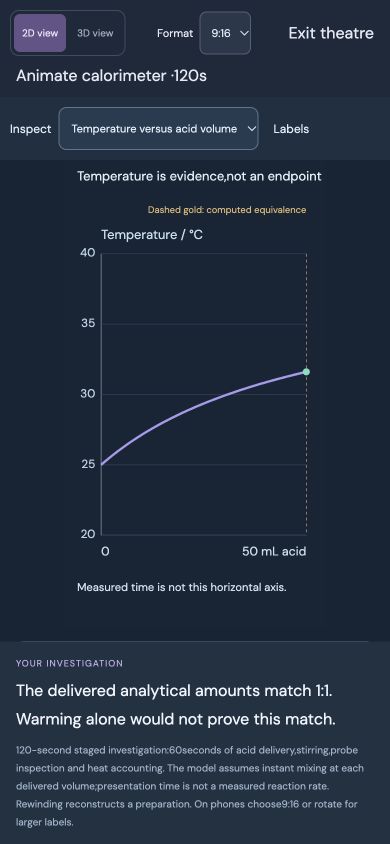 2D view 3D view Format 9:16 Exit theatre
Animate calorimeter ·120s
Inspect Temperature versus acid volume Labels
Temperature is evidence,not an endpoint
Dashed gold: computed equivalence
Temperature / °C
40
35
30
25
20
0 50 mL acid
Measured time is not this horizontal axis.
YOUR INVESTIGATION
The delivered analytical amounts match 1:1.
Warming alone would not prove this match.
120-second staged investigation:60seconds of acid delivery,stirring,probe
inspection and heat accounting. The model assumes instant mixing at each
delivered volume;presentation time is not a measured reaction rate.
Rewinding reconstructs a preparation. On phones choose9:16 or rotate for
larger labels.